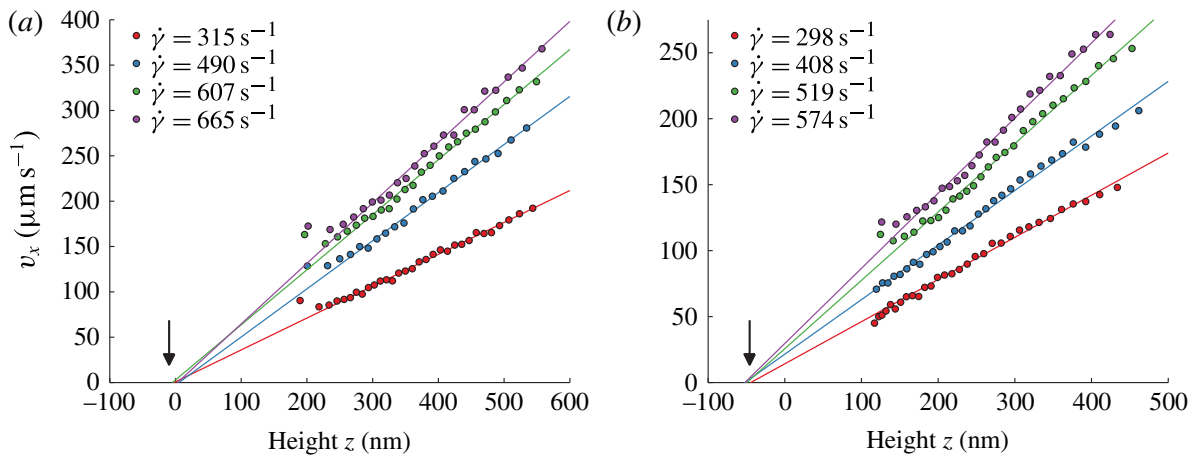 (a)
γ̇ = 315 s⁻¹
γ̇ = 490 s⁻¹
γ̇ = 607 s⁻¹
γ̇ = 665 s⁻¹
400
350
300
250
200
150
100
50
0
vₓ (μm s⁻¹)
−100 0 100 200 300 400 500 600
Height z (nm)
(b)
γ̇ = 298 s⁻¹
γ̇ = 408 s⁻¹
γ̇ = 519 s⁻¹
γ̇ = 574 s⁻¹
250
200
150
100
50
0
−100 0 100 200 300 400 500
Height z (nm)